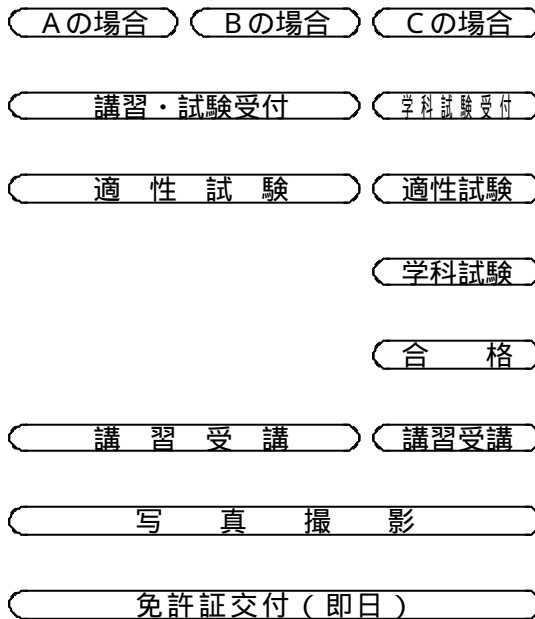 Aの場合 Bの場合 Cの場合
講習・試験受付 学科試験受付
適性試験 適性試験
学科試験
合格
講習受講 講習受講
写真撮影
免許証交付(即日)